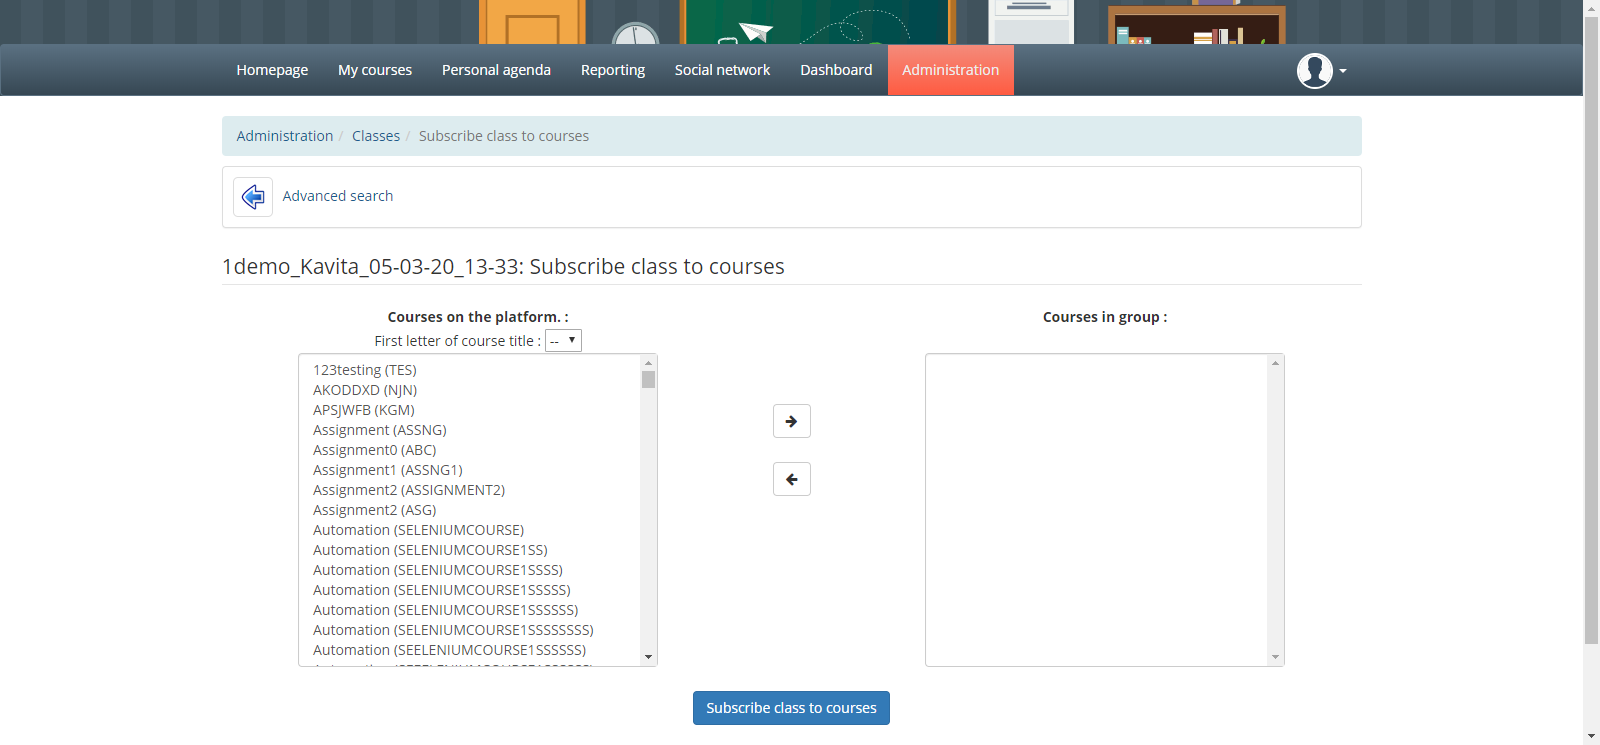 Homepage My courses Personal agenda Reporting Social network Dashboard Administration
Administration / Classes / Subscribe class to courses
Advanced search
1demo_Kavita_05-03-20_13-33: Subscribe class to courses
Courses on the platform. :
First letter of course title : --
123testing (TES)
AKODDXD (NJN)
APSJWFB (KGM)
Assignment (ASSNG)
Assignment0 (ABC)
Assignment1 (ASSNG1)
Assignment2 (ASSIGNMENT2)
Assignment2 (ASG)
Automation (SELENIUMCOURSE)
Automation (SELENIUMCOURSE1SS)
Automation (SELENIUMCOURSE1SSSS)
Automation (SELENIUMCOURSE1SSSSS)
Automation (SELENIUMCOURSE1SSSSSS)
Automation (SELENIUMCOURSE1SSSSSSSS)
Automation (SEELENIUMCOURSE1SSSSSS)
Courses in group :
Subscribe class to courses